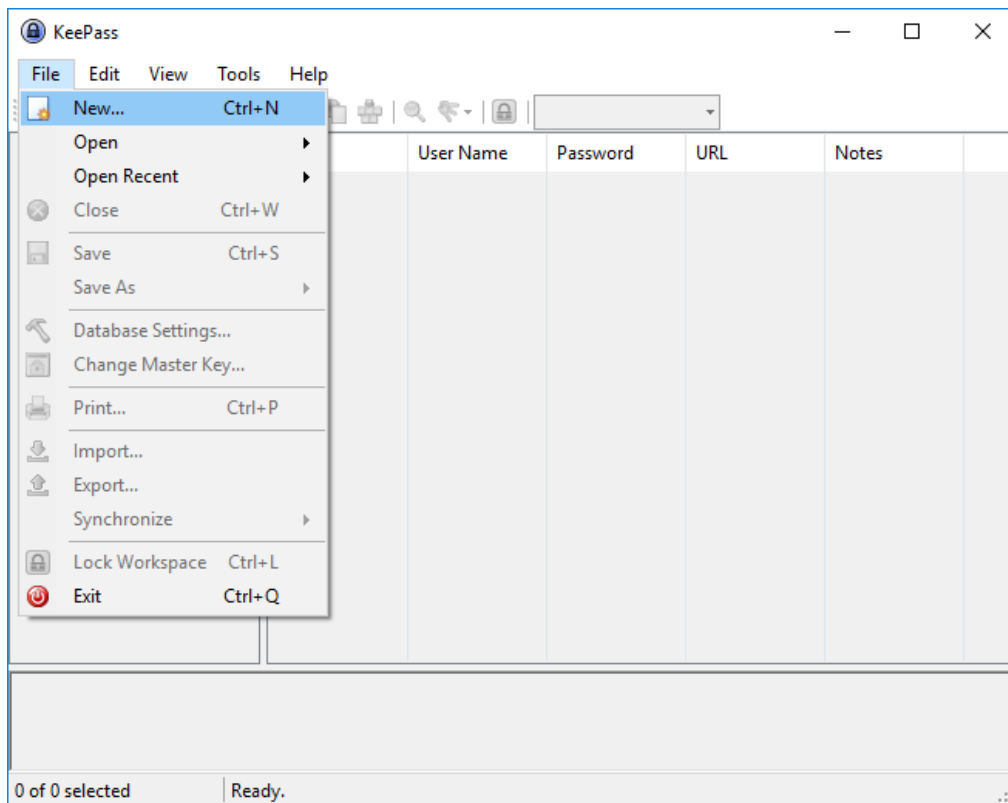 KeePass
File Edit View Tools Help
New... Ctrl+N
Open
Open Recent
Close Ctrl+W
Save Ctrl+S
Save As
Database Settings...
Change Master Key...
Print... Ctrl+P
Import...
Export...
Synchronize
Lock Workspace Ctrl+L
Exit Ctrl+Q
User Name Password URL Notes
0 of 0 selected Ready.